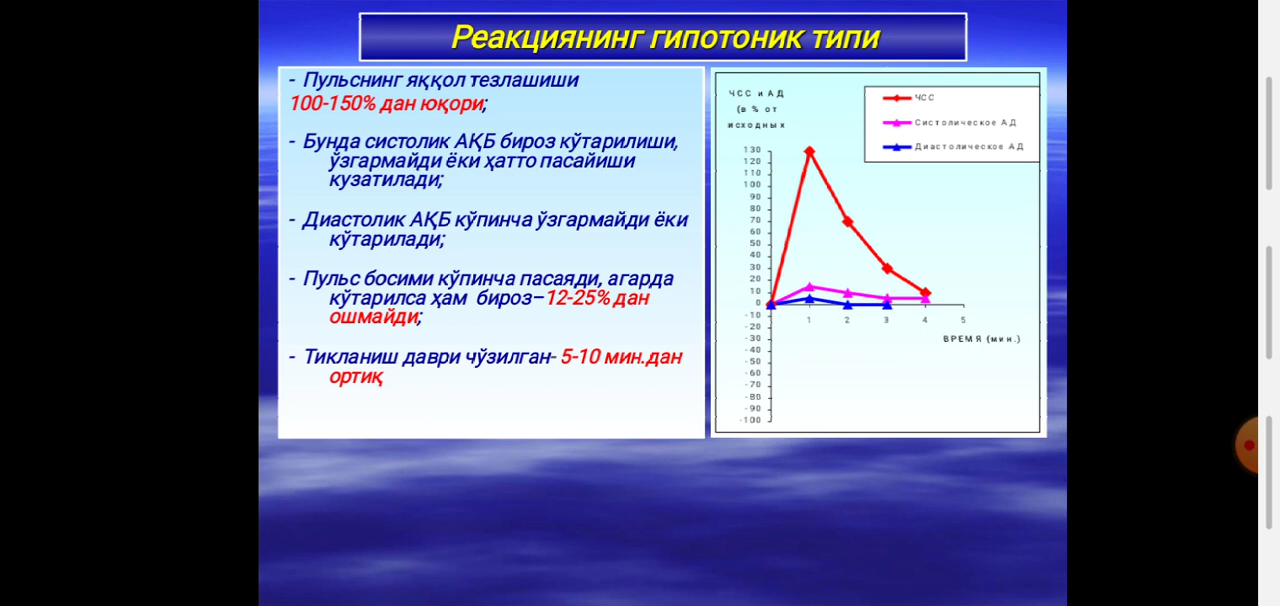 Реакциянинг гипотоник типи
- Пульснинг яққол тезлашиши
100-150% дан юқори;
- Бунда систолик АҚБ бироз кўтарилиши,
ўзгармайди ёки ҳатто пасайиши
кузатилади;
- Диастолик АҚБ кўпинча ўзгармайди ёки
кўтарилади;
- Пульс босими кўпинча пасаяди, агарда
кўтарилса ҳам бироз–12-25% дан
ошмайди;
- Тикланиш даври чўзилган- 5-10 мин.дан
ортиқ
ЧСС и АД
(в % от
исходных
ЧСС
Систолическое АД
Диастолическое АД
130
120
110
100
90
80
70
60
50
40
30
20
10
0
-10
-20
-30
-40
-50
-60
-70
-80
-90
-100
1 2 3 4 5
ВРЕМЯ (мин.)